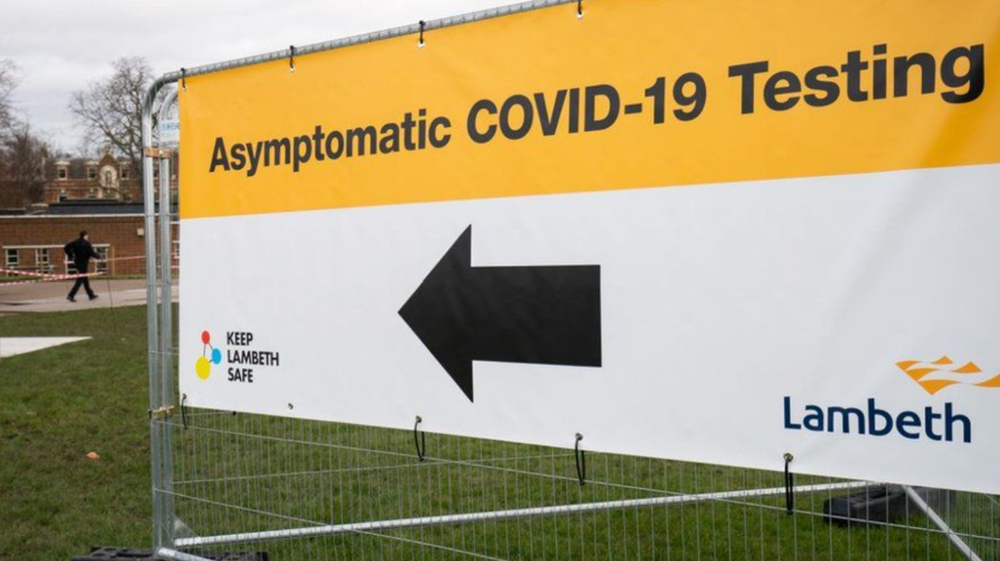 Asymptomatic COVID-19 Testing
KEEP
LAMBETH
SAFE
Lambeth